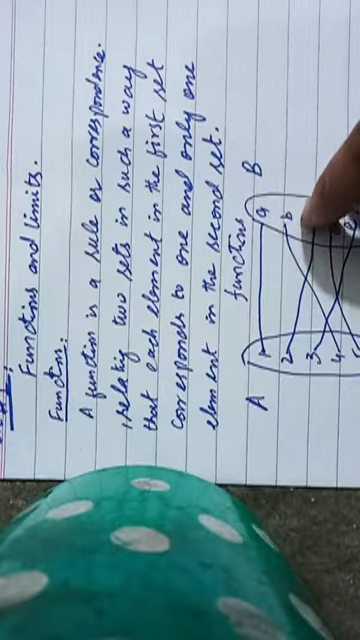 Functions and limits.
Function:
A function is a rule or correspondence.
relatig two sets in such a way
that each element in the first set
corresponds to one and only one
element in the second set.
functions
A B
1 a
2 b
3
4